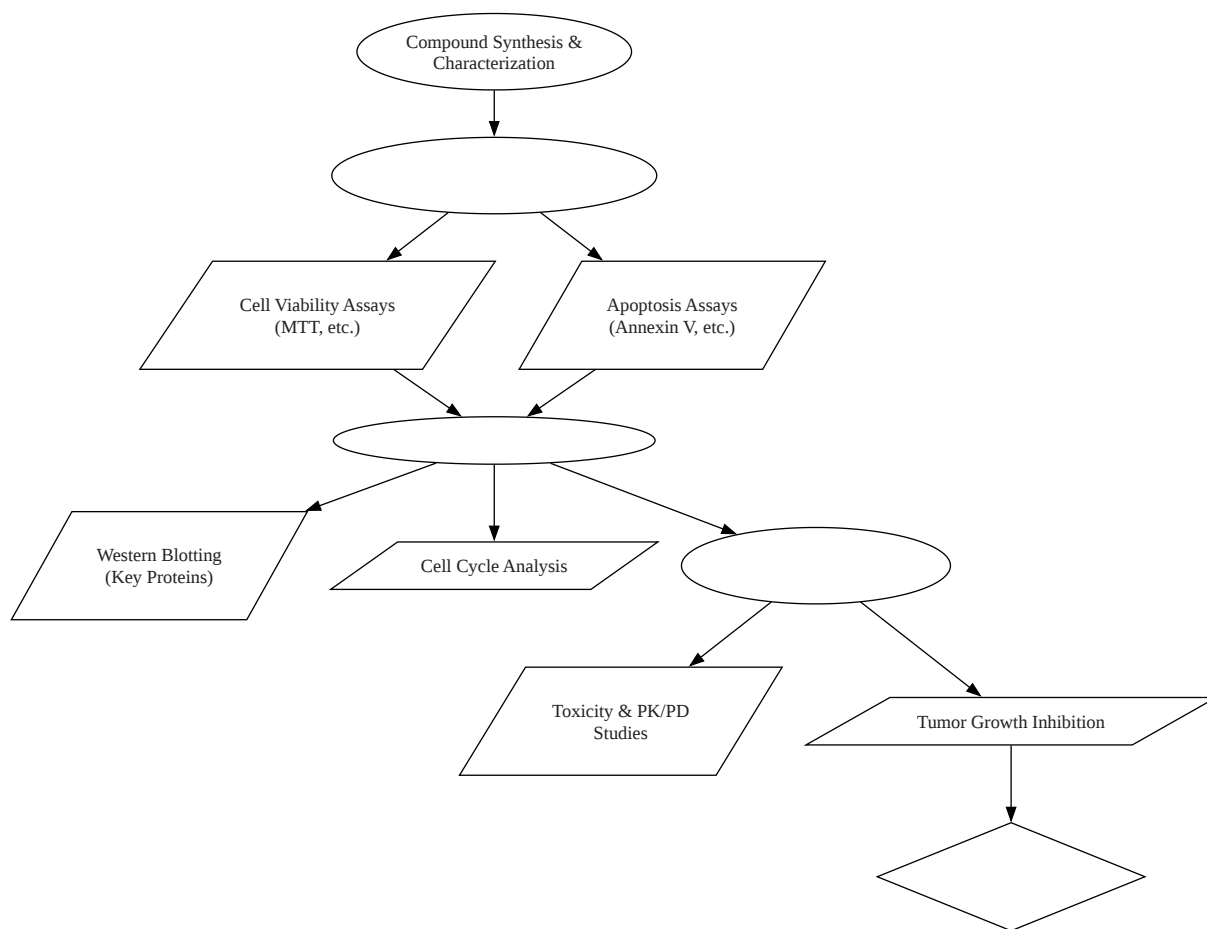 Compound Synthesis &
Characterization
Cell Viability Assays
(MTT, etc.)
Apoptosis Assays
(Annexin V, etc.)
Western Blotting
(Key Proteins)
Cell Cycle Analysis
Toxicity & PK/PD
Studies
Tumor Growth Inhibition